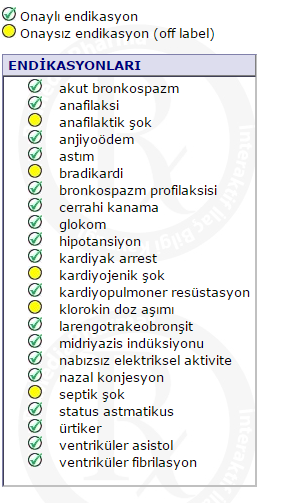 Onaylı endikasyon
Onaysız endikasyon (off label)
ENDİKASYONLARI
akut bronkospazm
anafilaksi
anafilaktik şok
anjiyoödem
astım
bradikardi
bronkospazm profilaksisi
cerrahi kanama
glokom
hipotansiyon
kardiyak arrest
kardiyojenik şok
kardiyopulmoner resüstasyon
klorokin doz aşımı
larengotrakeobronşit
midriyazis indüksiyonu
nabızsız elektriksel aktivite
nazal konjesyon
septik şok
status astmatikus
ürtiker
ventriküler asistol
ventriküler fibrilasyon